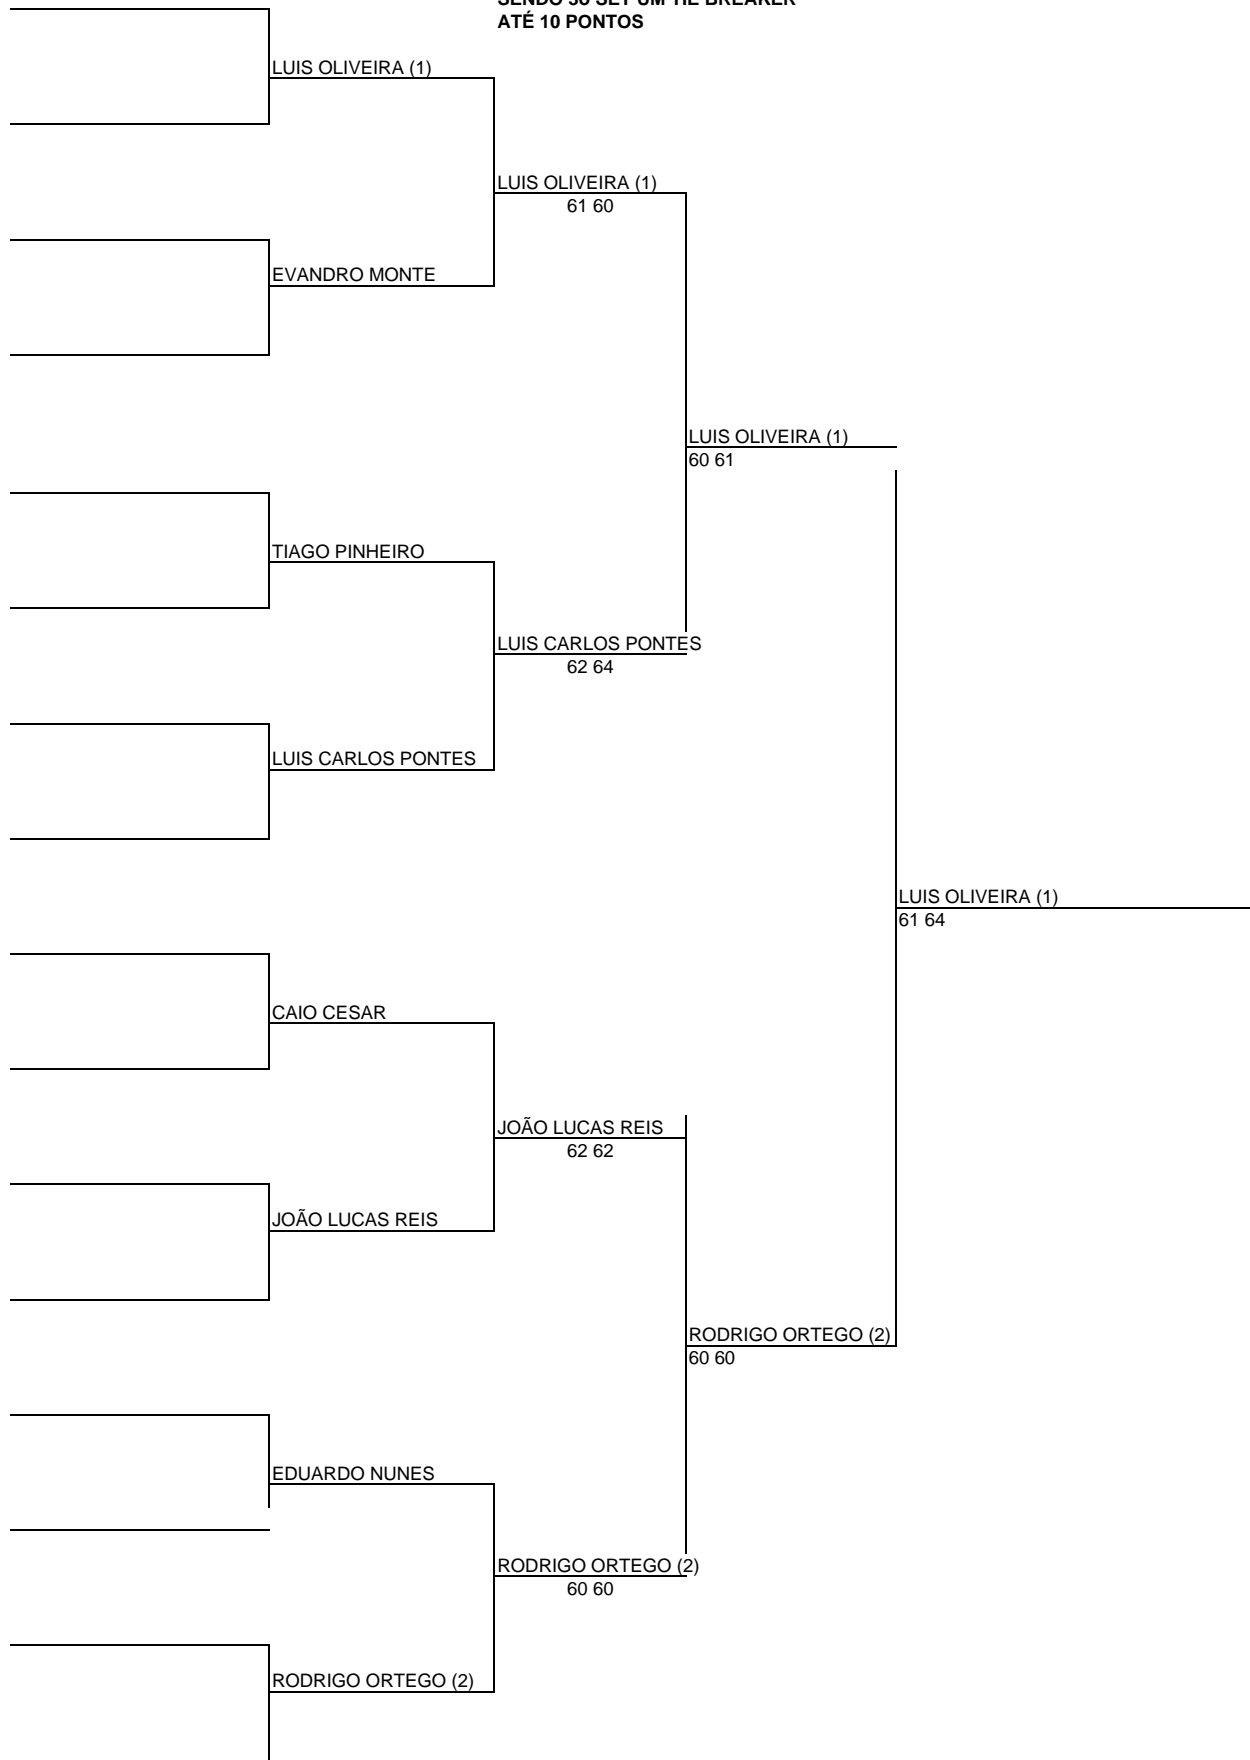 SENDO 3o SET UM TIE BREAKER
ATÉ 10 PONTOS
LUIS OLIVEIRA (1)
LUIS OLIVEIRA (1)
61 60
EVANDRO MONTE
LUIS OLIVEIRA (1)
60 61
TIAGO PINHEIRO
LUIS CARLOS PONTES
62 64
LUIS CARLOS PONTES
LUIS OLIVEIRA (1)
61 64
CAIO CESAR
JOÃO LUCAS REIS
62 62
JOÃO LUCAS REIS
RODRIGO ORTEGO (2)
60 60
EDUARDO NUNES
RODRIGO ORTEGO (2)
60 60
RODRIGO ORTEGO (2)